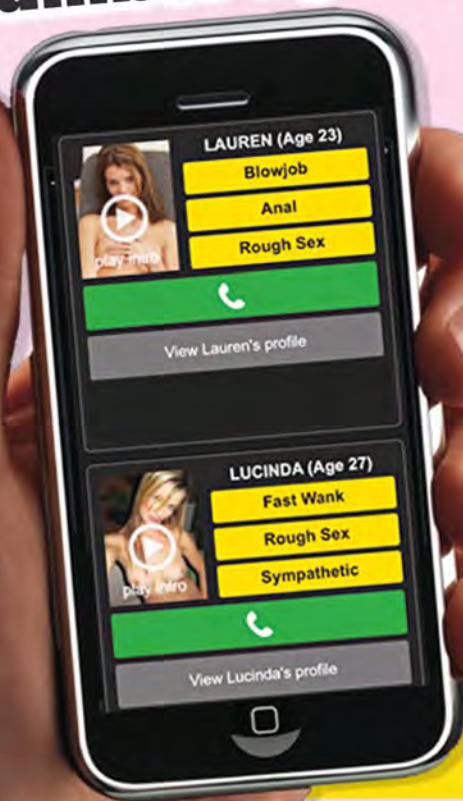 LAUREN (Age 23)
Blowjob
Anal
Rough Sex
play intro
View Lauren's profile
LUCINDA (Age 27)
Fast Wank
Rough Sex
Sympathetic
play intro
View Lucinda's profile